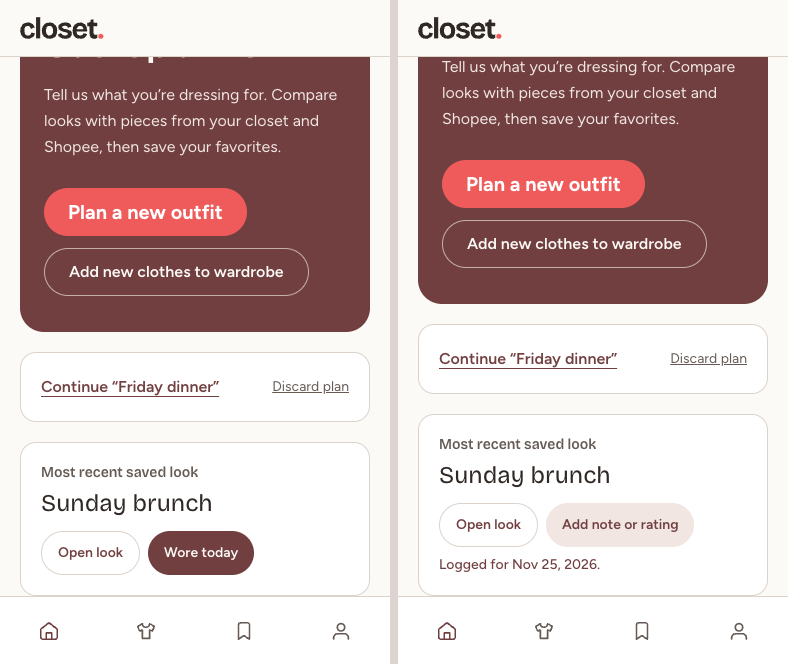 closet.
Tell us what you’re dressing for. Compare
looks with pieces from your closet and
Shopee, then save your favorites.
Plan a new outfit
Add new clothes to wardrobe
Continue “Friday dinner”
Discard plan
Most recent saved look
Sunday brunch
Open look
Wore today
closet.
Tell us what you’re dressing for. Compare
looks with pieces from your closet and
Shopee, then save your favorites.
Plan a new outfit
Add new clothes to wardrobe
Continue “Friday dinner”
Discard plan
Most recent saved look
Sunday brunch
Open look
Add note or rating
Logged for Nov 25, 2026.